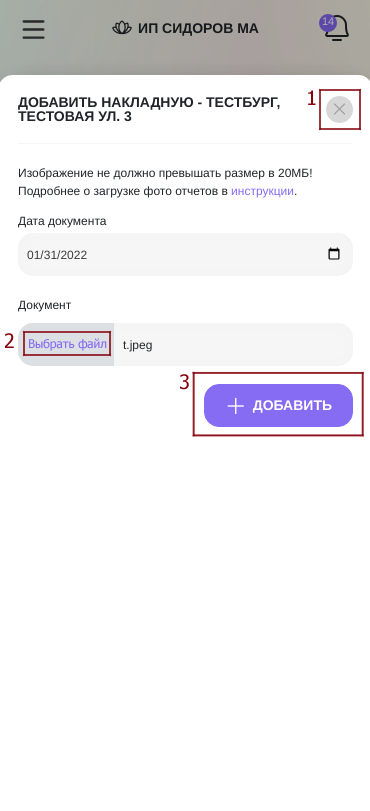 ИП СИДОРОВ МА
14
1
ДОБАВИТЬ НАКЛАДНУЮ - ТЕСТБУРГ,
ТЕСТОВАЯ УЛ. 3
Изображение не должно превышать размер в 20МБ!
Подробнее о загрузке фото отчетов в инструкции.
Дата документа
01/31/2022
Документ
2 Выбрать файл t.jpeg
3
ДОБАВИТЬ